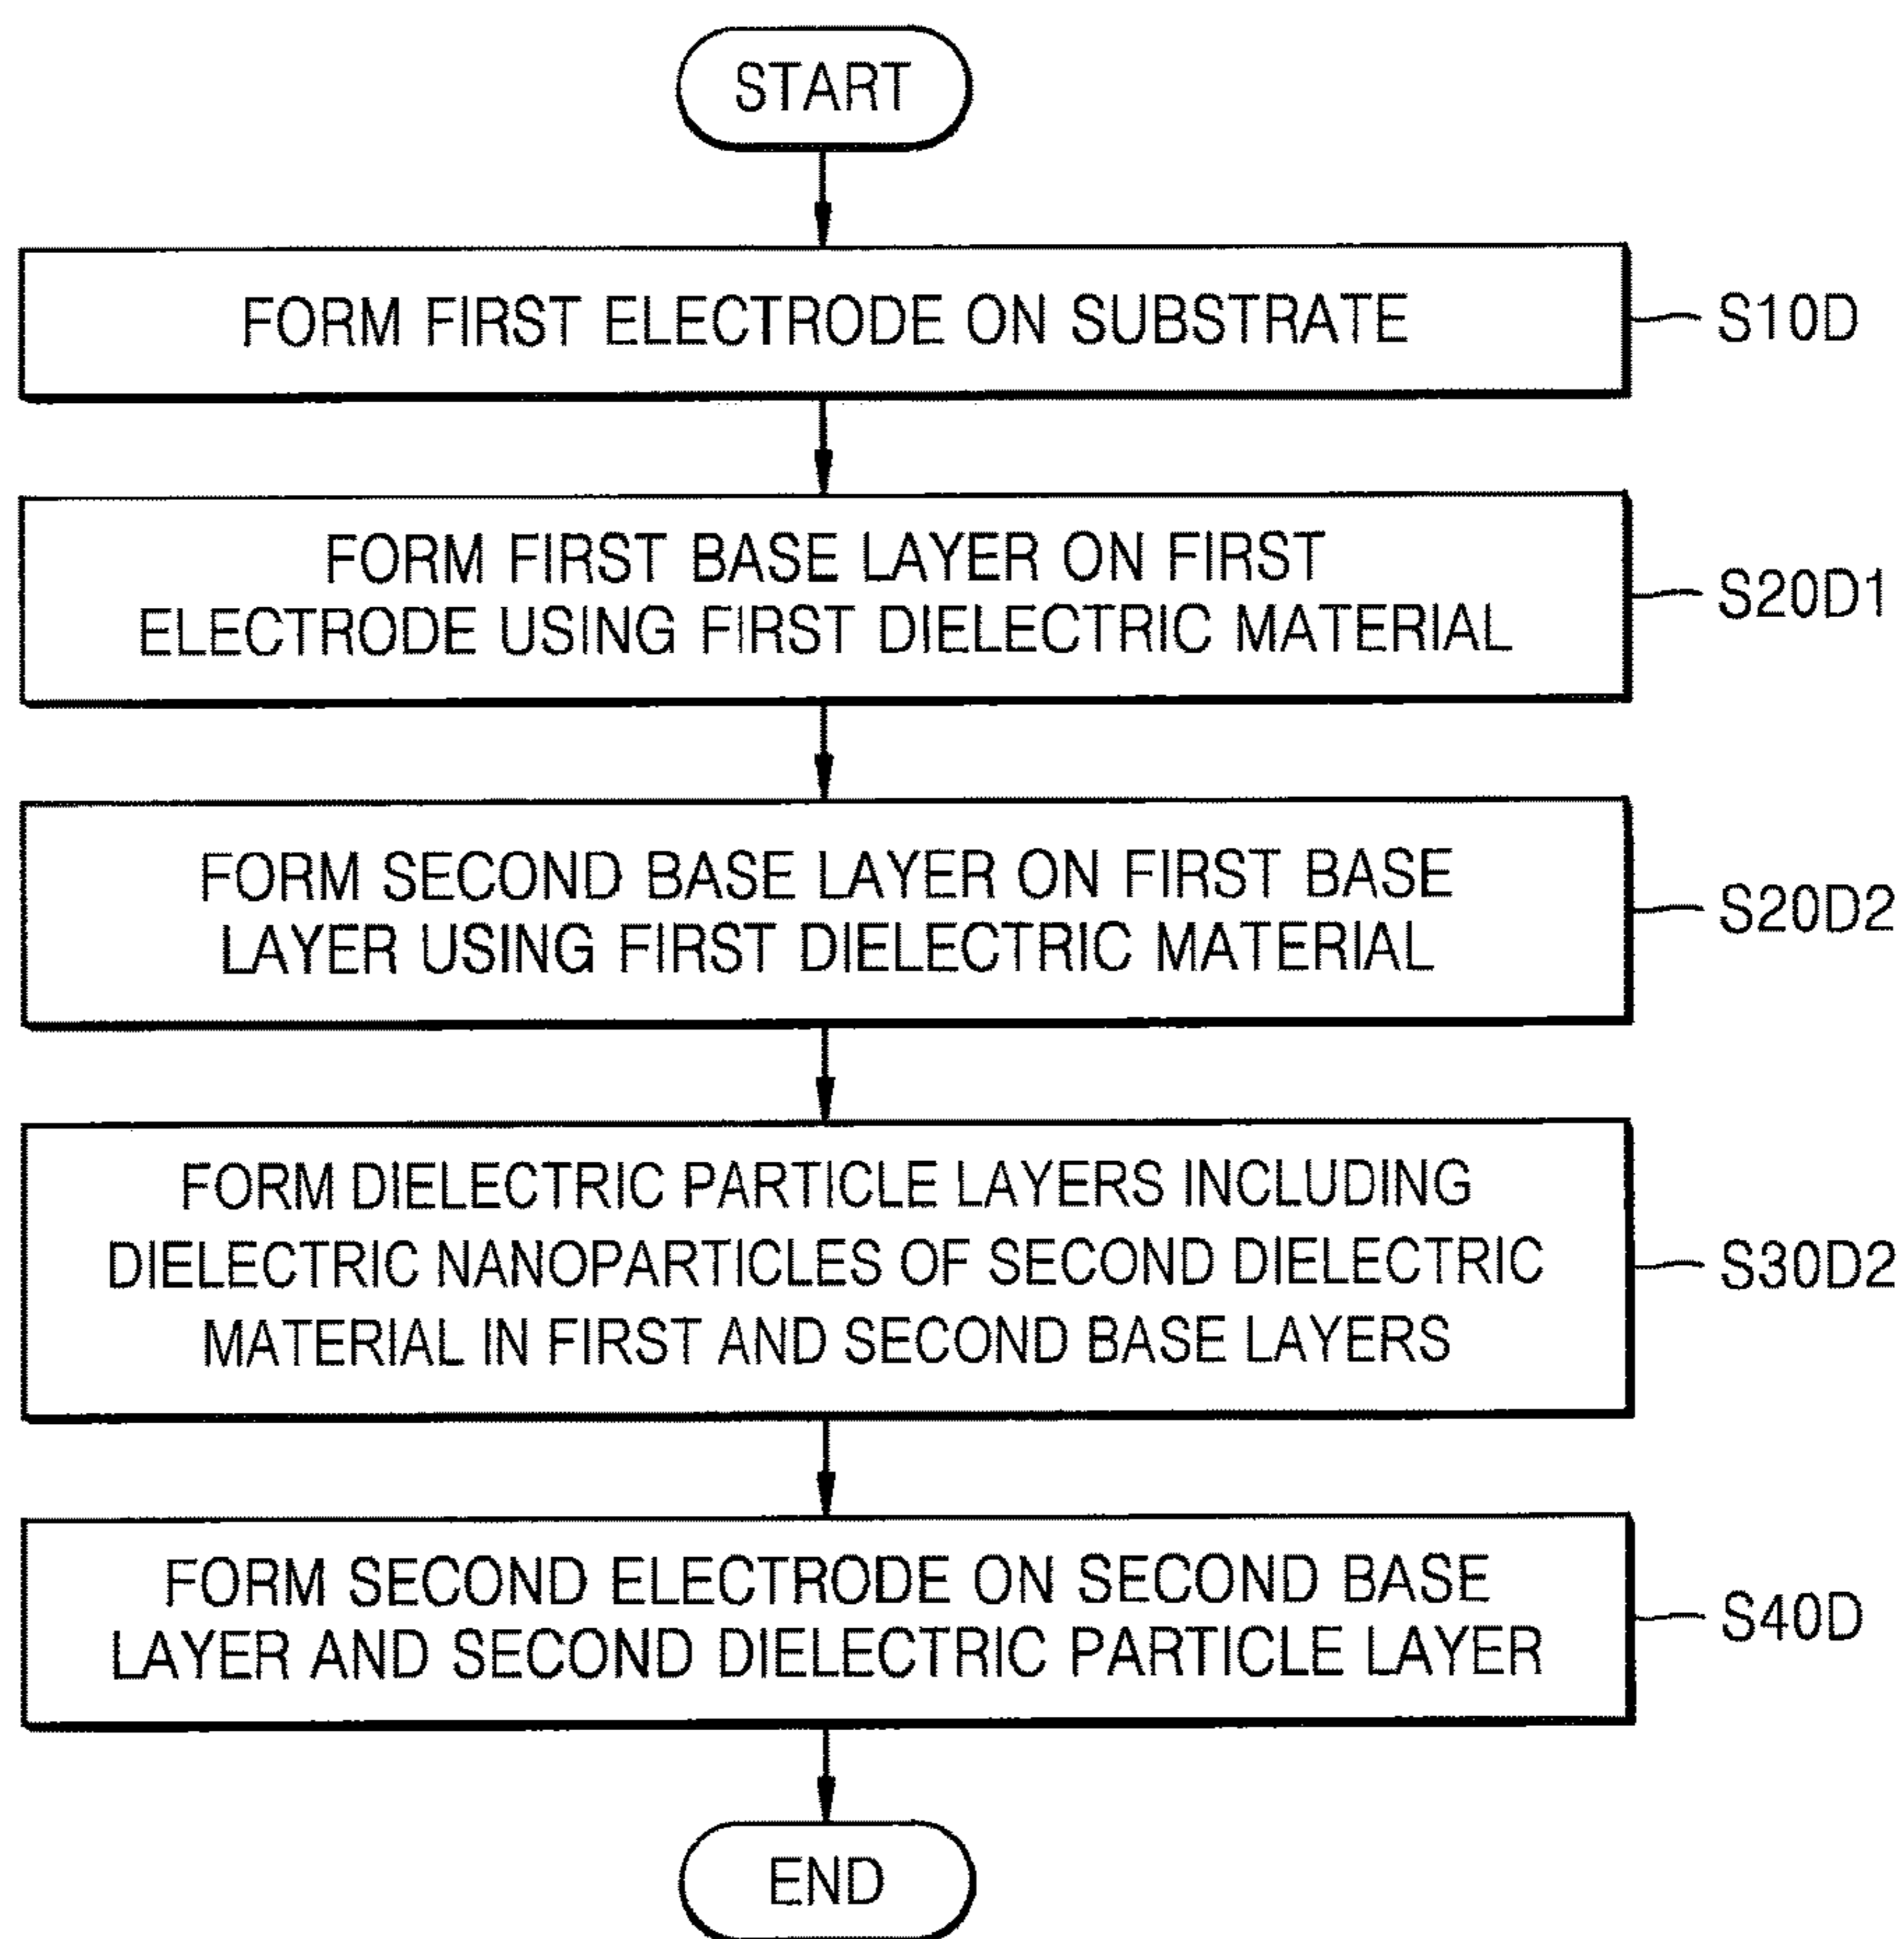 START
FORM FIRST ELECTRODE ON SUBSTRATE
S10D
FORM FIRST BASE LAYER ON FIRST
ELECTRODE USING FIRST DIELECTRIC MATERIAL
S20D1
FORM SECOND BASE LAYER ON FIRST BASE
LAYER USING FIRST DIELECTRIC MATERIAL
S20D2
FORM DIELECTRIC PARTICLE LAYERS INCLUDING
DIELECTRIC NANOPARTICLES OF SECOND DIELECTRIC
MATERIAL IN FIRST AND SECOND BASE LAYERS
S30D2
FORM SECOND ELECTRODE ON SECOND BASE
LAYER AND SECOND DIELECTRIC PARTICLE LAYER
S40D
END